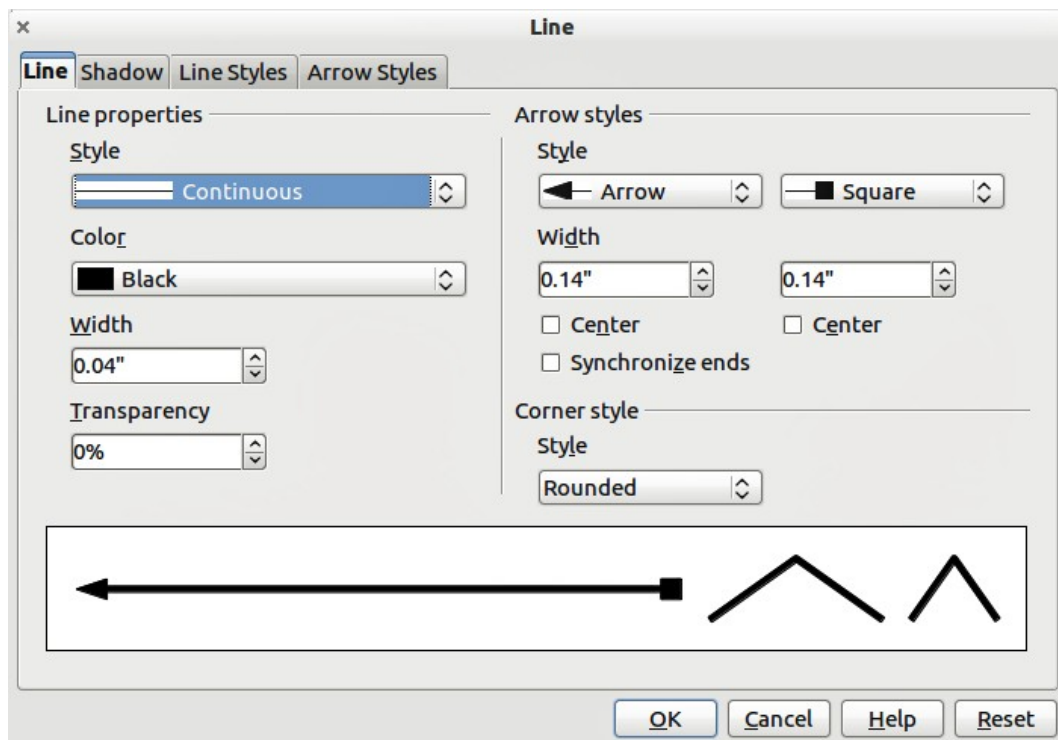 Line
Line Shadow Line Styles Arrow Styles
Line properties
Style
Continuous
Color
Black
Width
0.04"
Transparency
0%
Arrow styles
Style
Arrow Square
Width
0.14" 0.14"
Center Center
Synchronize ends
Corner style
Style
Rounded
OK Cancel Help Reset